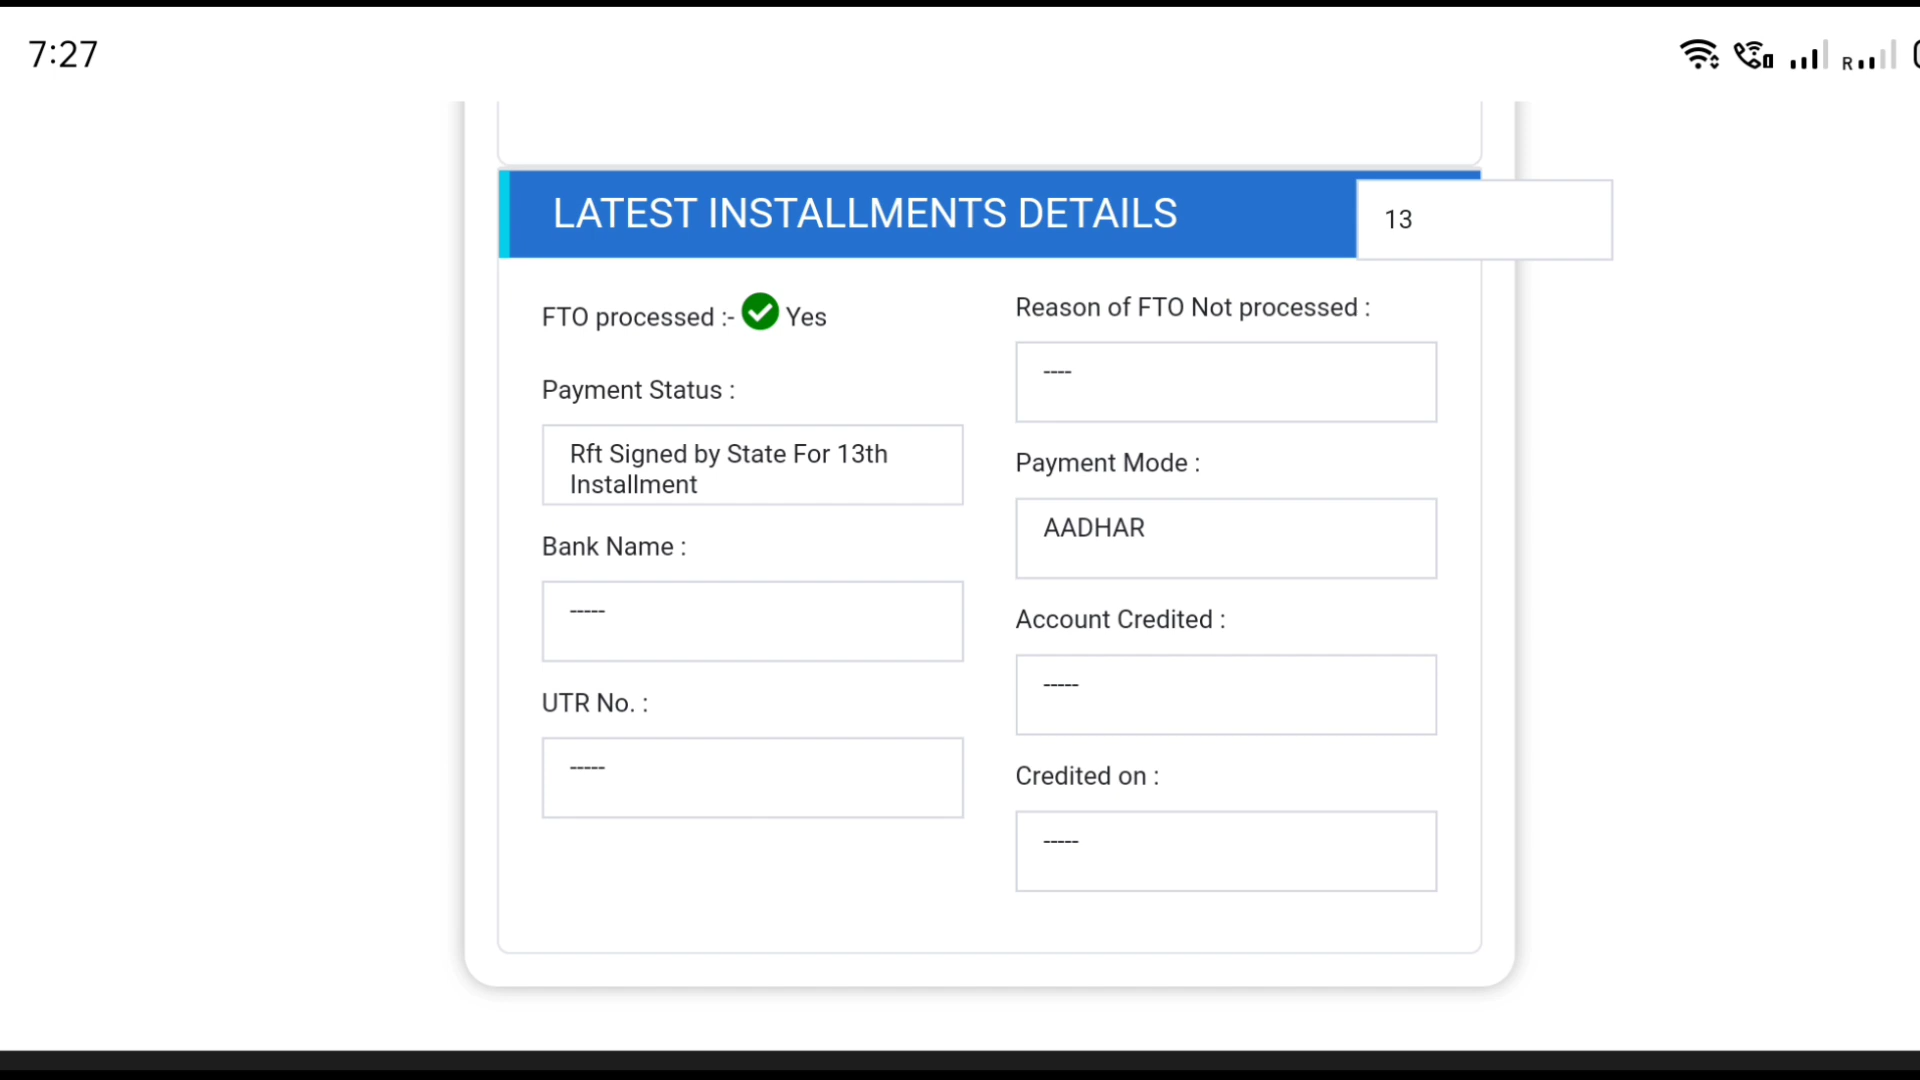 7:27
R
LATEST INSTALLMENTS DETAILS
13
FTO processed :- Yes
Payment Status :
Rft Signed by State For 13th
Installment
Bank Name :
-----
UTR No. :
-----
Reason of FTO Not processed :
----
Payment Mode :
AADHAR
Account Credited :
-----
Credited on :
-----